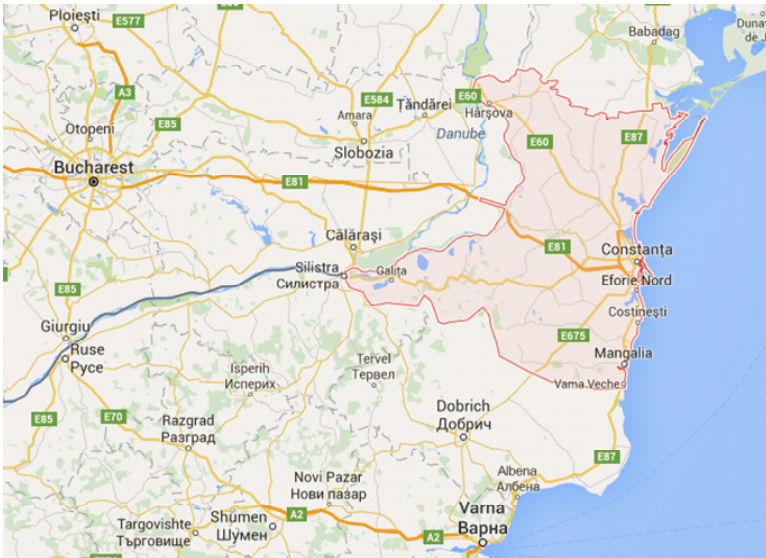 Ploiești
E577
Babadag
Dunav
de J
A3
E584
Țăndărei
E60
Hârșova
Amara
Otopeni
E85
Danube
E60
E87
Slobozia
Bucharest
E81
Călărași
E81
Constanța
Silistra
Силистра
Galița
Eforie Nord
E85
Costinești
Giurgiu
E675
Ruse
Русе
Mangalia
Isperih
Исперих
Tervel
Тервел
Vama Veche
E85
E70
Dobrich
Добрич
Razgrad
Разград
E87
Novi Pazar
Нови пазар
Albena
Албена
Varna
Варна
Targovishte
Търговище
Shumen
Шумен
A2
A2